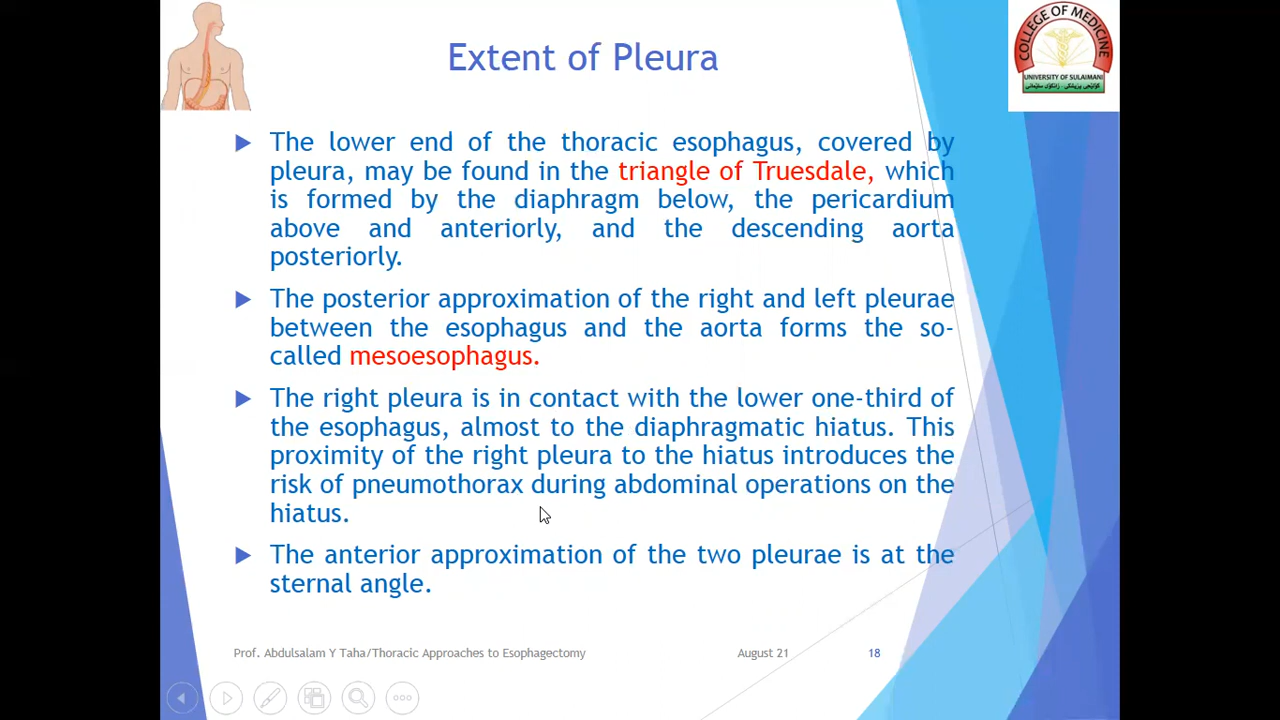 Extent of Pleura
COLLEGE OF MEDICINE
UNIVERSITY OF SULAIMANI
کۆلێجی پزیشکی - زانکۆی سلێمانی
The lower end of the thoracic esophagus, covered by
pleura, may be found in the triangle of Truesdale, which
is formed by the diaphragm below, the pericardium
above and anteriorly, and the descending aorta
posteriorly.
The posterior approximation of the right and left pleurae
between the esophagus and the aorta forms the so-
called mesoesophagus.
The right pleura is in contact with the lower one-third of
the esophagus, almost to the diaphragmatic hiatus. This
proximity of the right pleura to the hiatus introduces the
risk of pneumothorax during abdominal operations on the
hiatus.
The anterior approximation of the two pleurae is at the
sternal angle.
Prof. Abdulsalam Y Taha/Thoracic Approaches to Esophagectomy
August 21
18